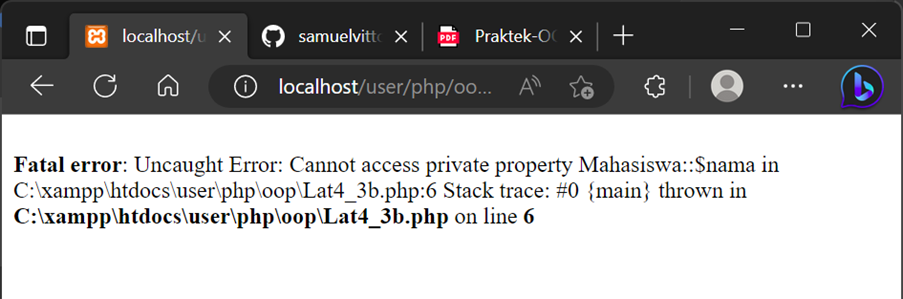 localhost/u
samuelvitto
PDF
Praktek-OO
localhost/user/php/oo...
Fatal error: Uncaught Error: Cannot access private property Mahasiswa::$nama in
C:\xampp\htdocs\user\php\oop\Lat4_3b.php:6 Stack trace: #0 {main} thrown in
C:\xampp\htdocs\user\php\oop\Lat4_3b.php on line 6